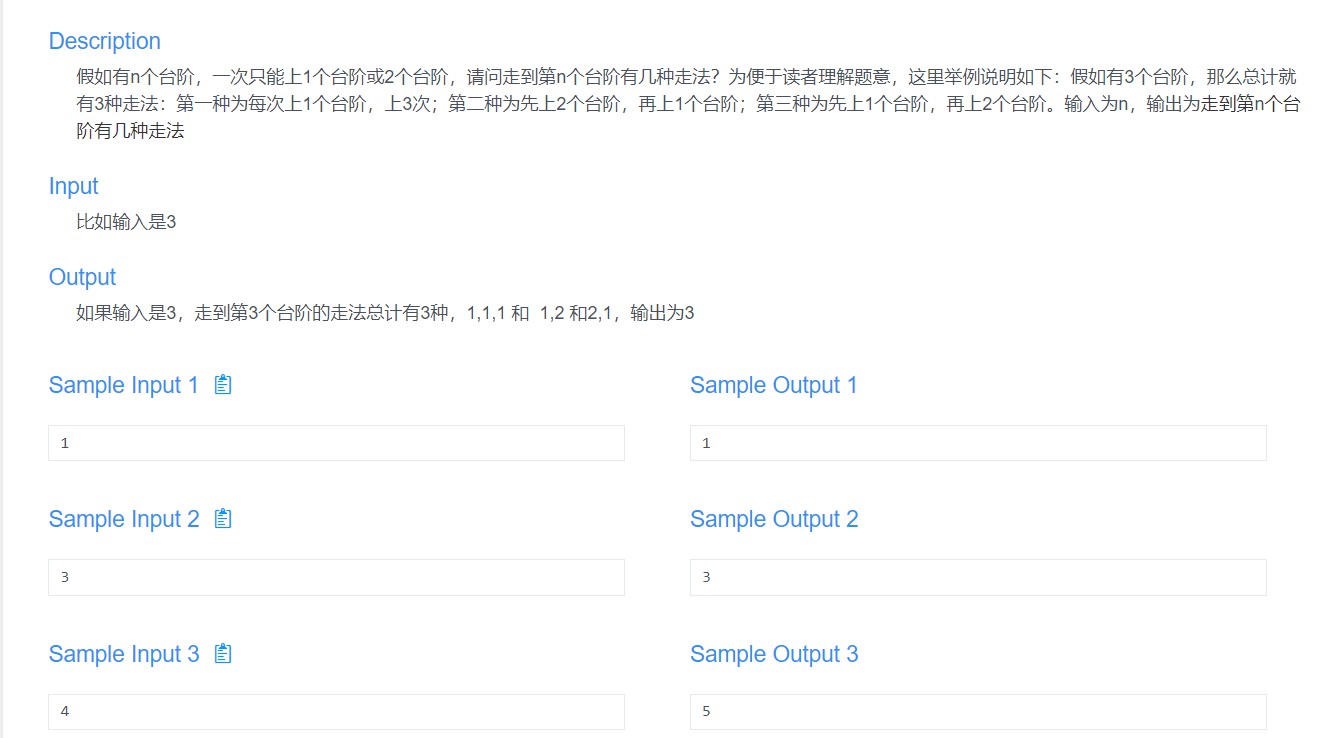 Description
假如有n个台阶，一次只能上1个台阶或2个台阶，请问走到第n个台阶有几种走法？为便于读者理解题意，这里举例说明如下：假如有3个台阶，那么总计就
有3种走法：第一种为每次上1个台阶，上3次；第二种为先上2个台阶，再上1个台阶；第三种为先上1个台阶，再上2个台阶。输入为n，输出为走到第n个台
阶有几种走法
Input
比如输入是3
Output
如果输入是3，走到第3个台阶的走法总计有3种，1,1,1 和  1,2 和2,1，输出为3
Sample Input 1
Sample Output 1
1
1
Sample Input 2
Sample Output 2
3
3
Sample Input 3
Sample Output 3
4
5